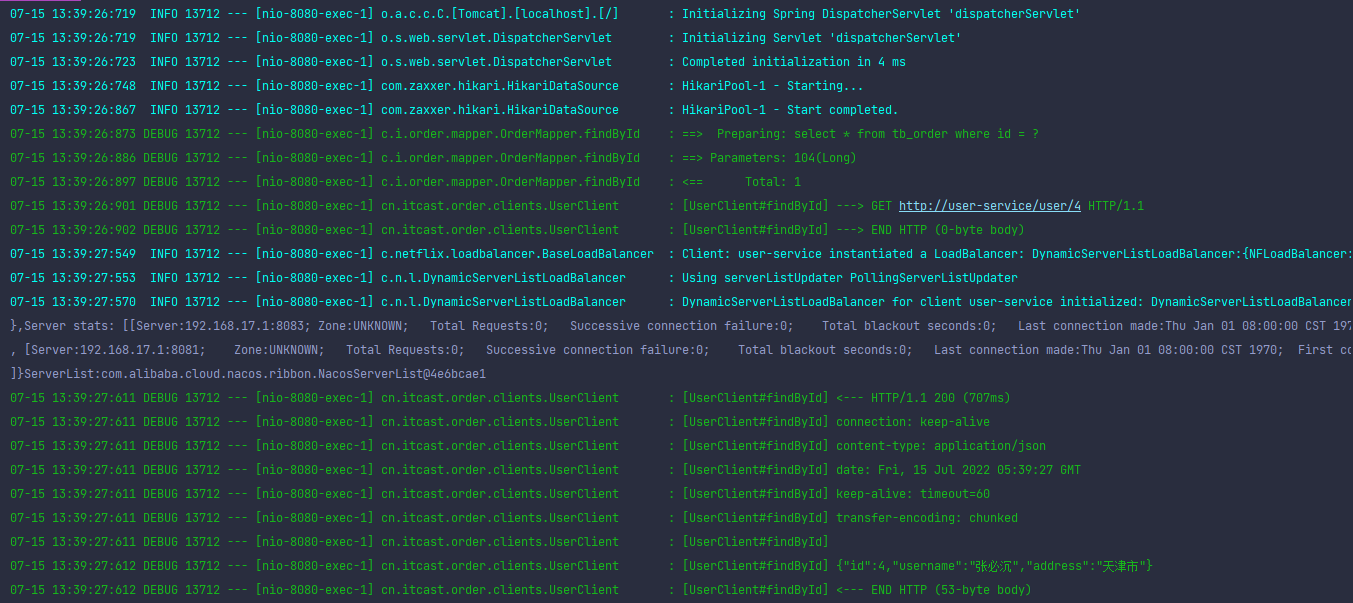 07-15 13:39:26:719  INFO 13712 --- [nio-8080-exec-1] o.a.c.c.C.[Tomcat].[localhost].[/]       : Initializing Spring DispatcherServlet 'dispatcherServlet'
07-15 13:39:26:719  INFO 13712 --- [nio-8080-exec-1] o.s.web.servlet.DispatcherServlet        : Initializing Servlet 'dispatcherServlet'
07-15 13:39:26:723  INFO 13712 --- [nio-8080-exec-1] o.s.web.servlet.DispatcherServlet        : Completed initialization in 4 ms
07-15 13:39:26:748  INFO 13712 --- [nio-8080-exec-1] com.zaxxer.hikari.HikariDataSource       : HikariPool-1 - Starting...
07-15 13:39:26:867  INFO 13712 --- [nio-8080-exec-1] com.zaxxer.hikari.HikariDataSource       : HikariPool-1 - Start completed.
07-15 13:39:26:873 DEBUG 13712 --- [nio-8080-exec-1] c.i.order.mapper.OrderMapper.findById    : ==>  Preparing: select * from tb_order where id = ?
07-15 13:39:26:886 DEBUG 13712 --- [nio-8080-exec-1] c.i.order.mapper.OrderMapper.findById    : ==> Parameters: 104(Long)
07-15 13:39:26:897 DEBUG 13712 --- [nio-8080-exec-1] c.i.order.mapper.OrderMapper.findById    : <==      Total: 1
07-15 13:39:26:901 DEBUG 13712 --- [nio-8080-exec-1] cn.itcast.order.clients.UserClient       : [UserClient#findById] ---> GET http://user-service/user/4 HTTP/1.1
07-15 13:39:26:902 DEBUG 13712 --- [nio-8080-exec-1] cn.itcast.order.clients.UserClient       : [UserClient#findById] ---> END HTTP (0-byte body)
07-15 13:39:27:549  INFO 13712 --- [nio-8080-exec-1] c.netflix.loadbalancer.BaseLoadBalancer  : Client: user-service instantiated a LoadBalancer: DynamicServerListLoadBalancer:{NFLoadBalancer:
07-15 13:39:27:553  INFO 13712 --- [nio-8080-exec-1] c.n.l.DynamicServerListLoadBalancer      : Using serverListUpdater PollingServerListUpdater
07-15 13:39:27:570  INFO 13712 --- [nio-8080-exec-1] c.n.l.DynamicServerListLoadBalancer      : DynamicServerListLoadBalancer for client user-service initialized: DynamicServerListLoadBalancer
},Server stats: [[Server:192.168.17.1:8083;	Zone:UNKNOWN;	Total Requests:0;	Successive connection failure:0;	Total blackout seconds:0;	Last connection made:Thu Jan 01 08:00:00 CST 197
, [Server:192.168.17.1:8081;	Zone:UNKNOWN;	Total Requests:0;	Successive connection failure:0;	Total blackout seconds:0;	Last connection made:Thu Jan 01 08:00:00 CST 1970;	First co
]}ServerList:com.alibaba.cloud.nacos.ribbon.NacosServerList@4e6bcae1
07-15 13:39:27:611 DEBUG 13712 --- [nio-8080-exec-1] cn.itcast.order.clients.UserClient       : [UserClient#findById] <--- HTTP/1.1 200 (707ms)
07-15 13:39:27:611 DEBUG 13712 --- [nio-8080-exec-1] cn.itcast.order.clients.UserClient       : [UserClient#findById] connection: keep-alive
07-15 13:39:27:611 DEBUG 13712 --- [nio-8080-exec-1] cn.itcast.order.clients.UserClient       : [UserClient#findById] content-type: application/json
07-15 13:39:27:611 DEBUG 13712 --- [nio-8080-exec-1] cn.itcast.order.clients.UserClient       : [UserClient#findById] date: Fri, 15 Jul 2022 05:39:27 GMT
07-15 13:39:27:611 DEBUG 13712 --- [nio-8080-exec-1] cn.itcast.order.clients.UserClient       : [UserClient#findById] keep-alive: timeout=60
07-15 13:39:27:611 DEBUG 13712 --- [nio-8080-exec-1] cn.itcast.order.clients.UserClient       : [UserClient#findById] transfer-encoding: chunked
07-15 13:39:27:611 DEBUG 13712 --- [nio-8080-exec-1] cn.itcast.order.clients.UserClient       : [UserClient#findById]
07-15 13:39:27:612 DEBUG 13712 --- [nio-8080-exec-1] cn.itcast.order.clients.UserClient       : [UserClient#findById] {"id":4,"username":"张必沉","address":"天津市"}
07-15 13:39:27:612 DEBUG 13712 --- [nio-8080-exec-1] cn.itcast.order.clients.UserClient       : [UserClient#findById] <--- END HTTP (53-byte body)